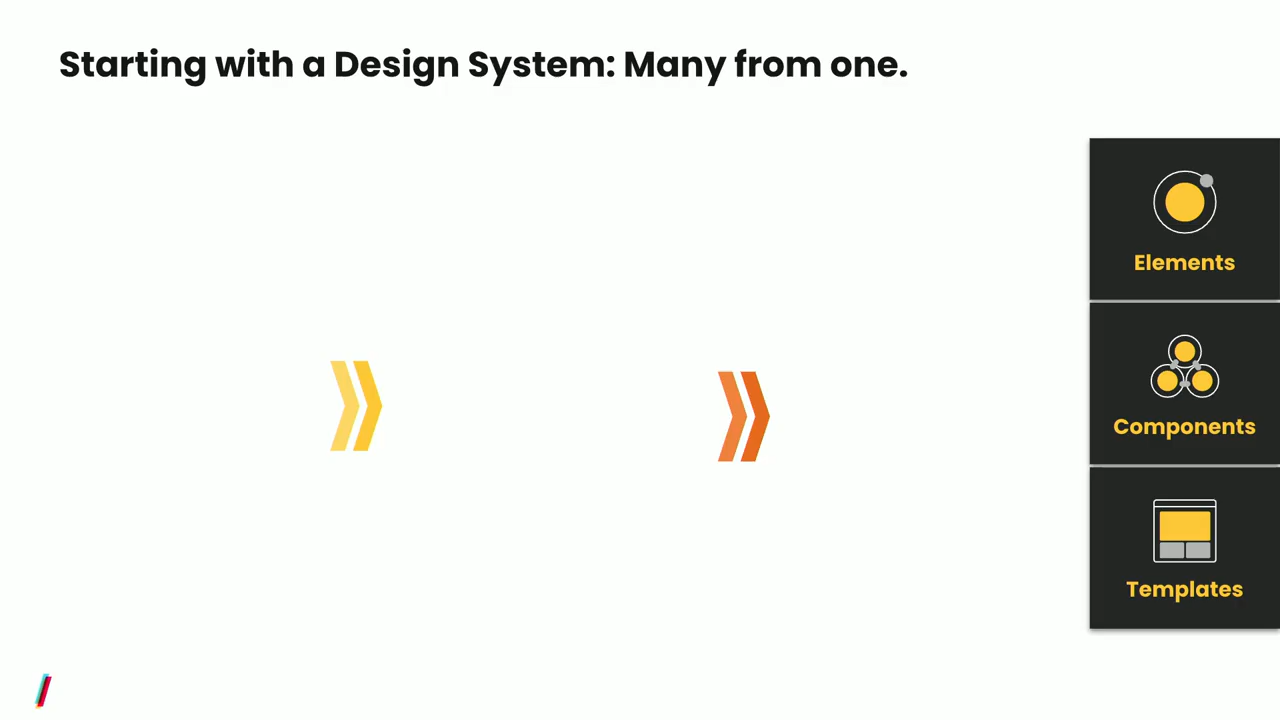 Starting with a Design System: Many from one.
Elements
Components
Templates